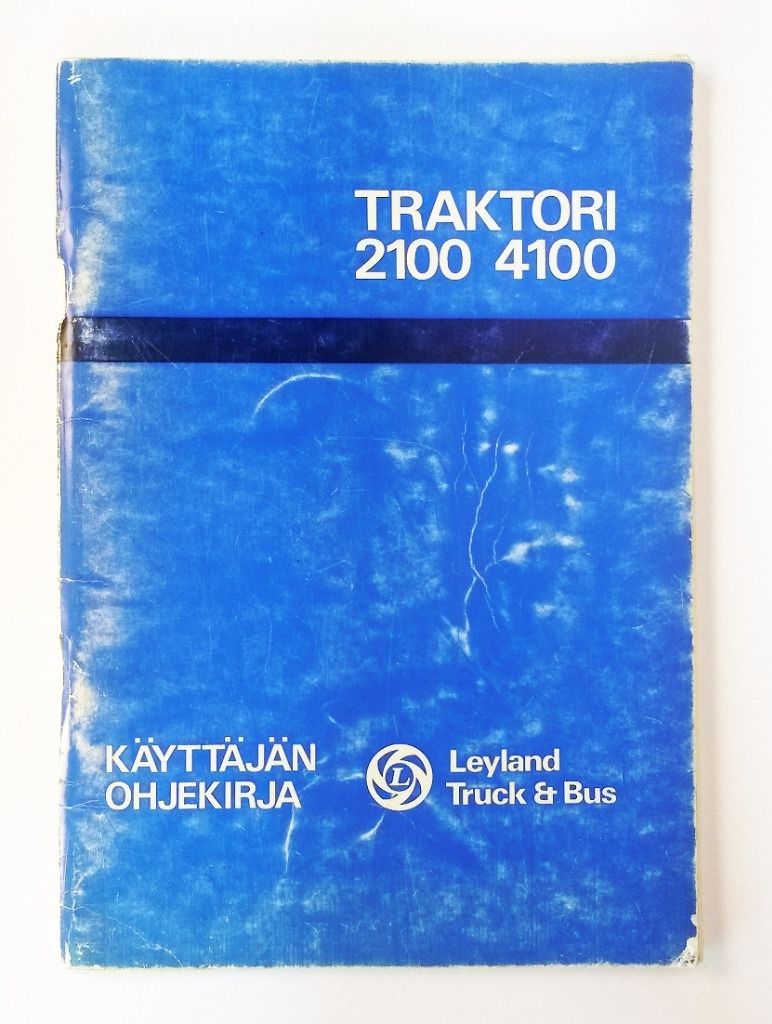 TRAKTORI
2100 4100
KÄYTTÄJÄN
OHJEKIRJA
L
Leyland
Truck & Bus